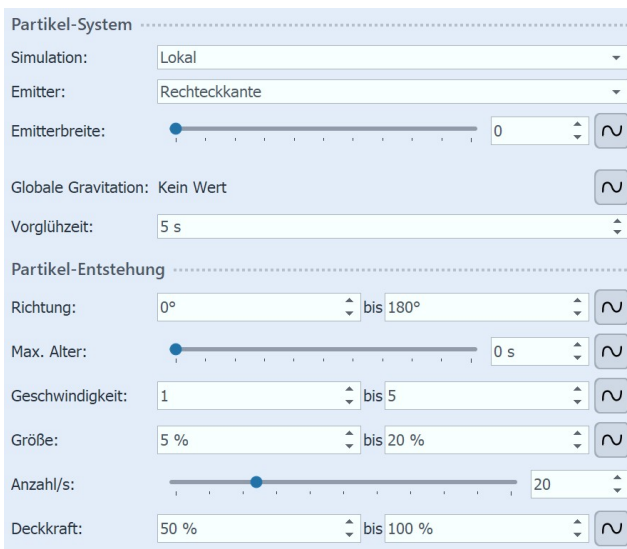 Partikel-System
Simulation: Lokal
Emitter: Rechteckkante
Emitterbreite: 0
Globale Gravitation: Kein Wert
Vorglühzeit: 5 s
Partikel-Entstehung
Richtung: 0° bis 180°
Max. Alter: 0 s
Geschwindigkeit: 1 bis 5
Größe: 5 % bis 20 %
Anzahl/s: 20
Deckkraft: 50 % bis 100 %